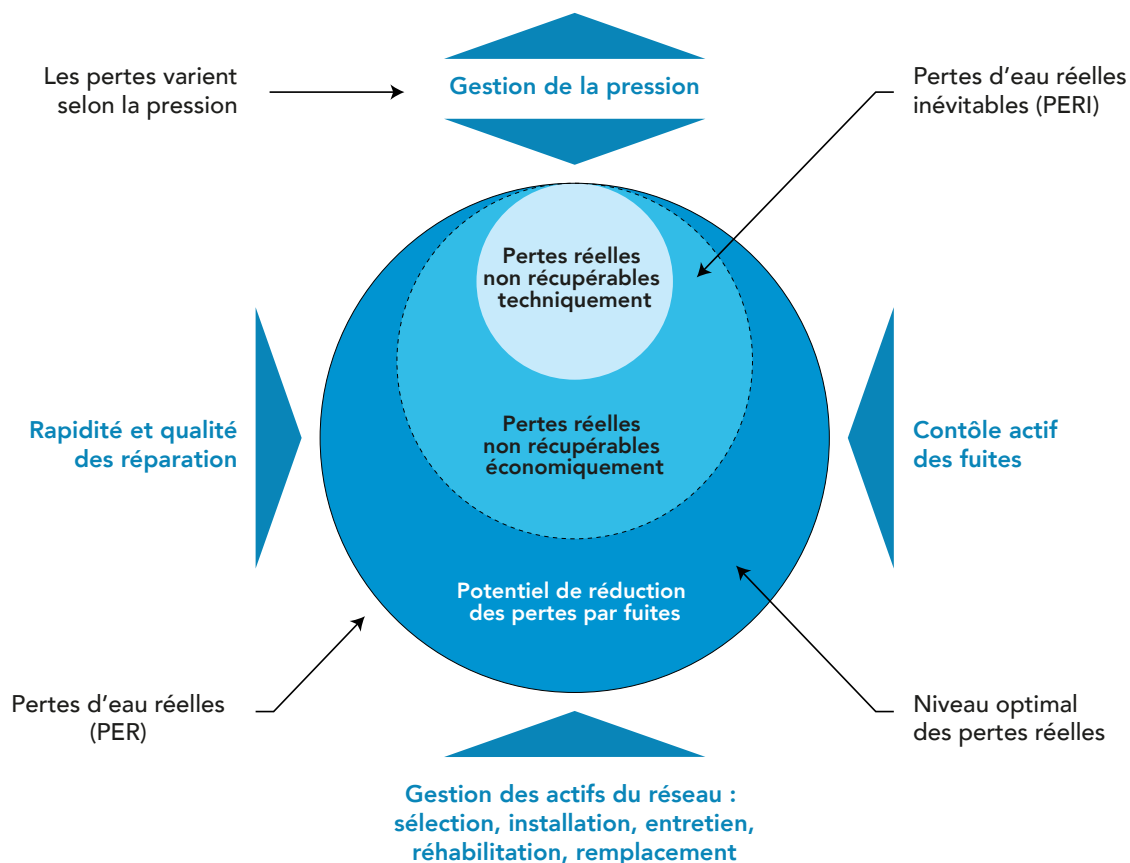 Les pertes varient
selon la pression
Gestion de la pression
Pertes d’eau réelles
inévitables (PERI)
Pertes réelles
non récupérables
techniquement
Rapidité et qualité
des réparation
Pertes réelles
non récupérables
économiquement
Contôle actif
des fuites
Potentiel de réduction
des pertes par fuites
Pertes d’eau réelles
(PER)
Niveau optimal
des pertes réelles
Gestion des actifs du réseau :
sélection, installation, entretien,
réhabilitation, remplacement